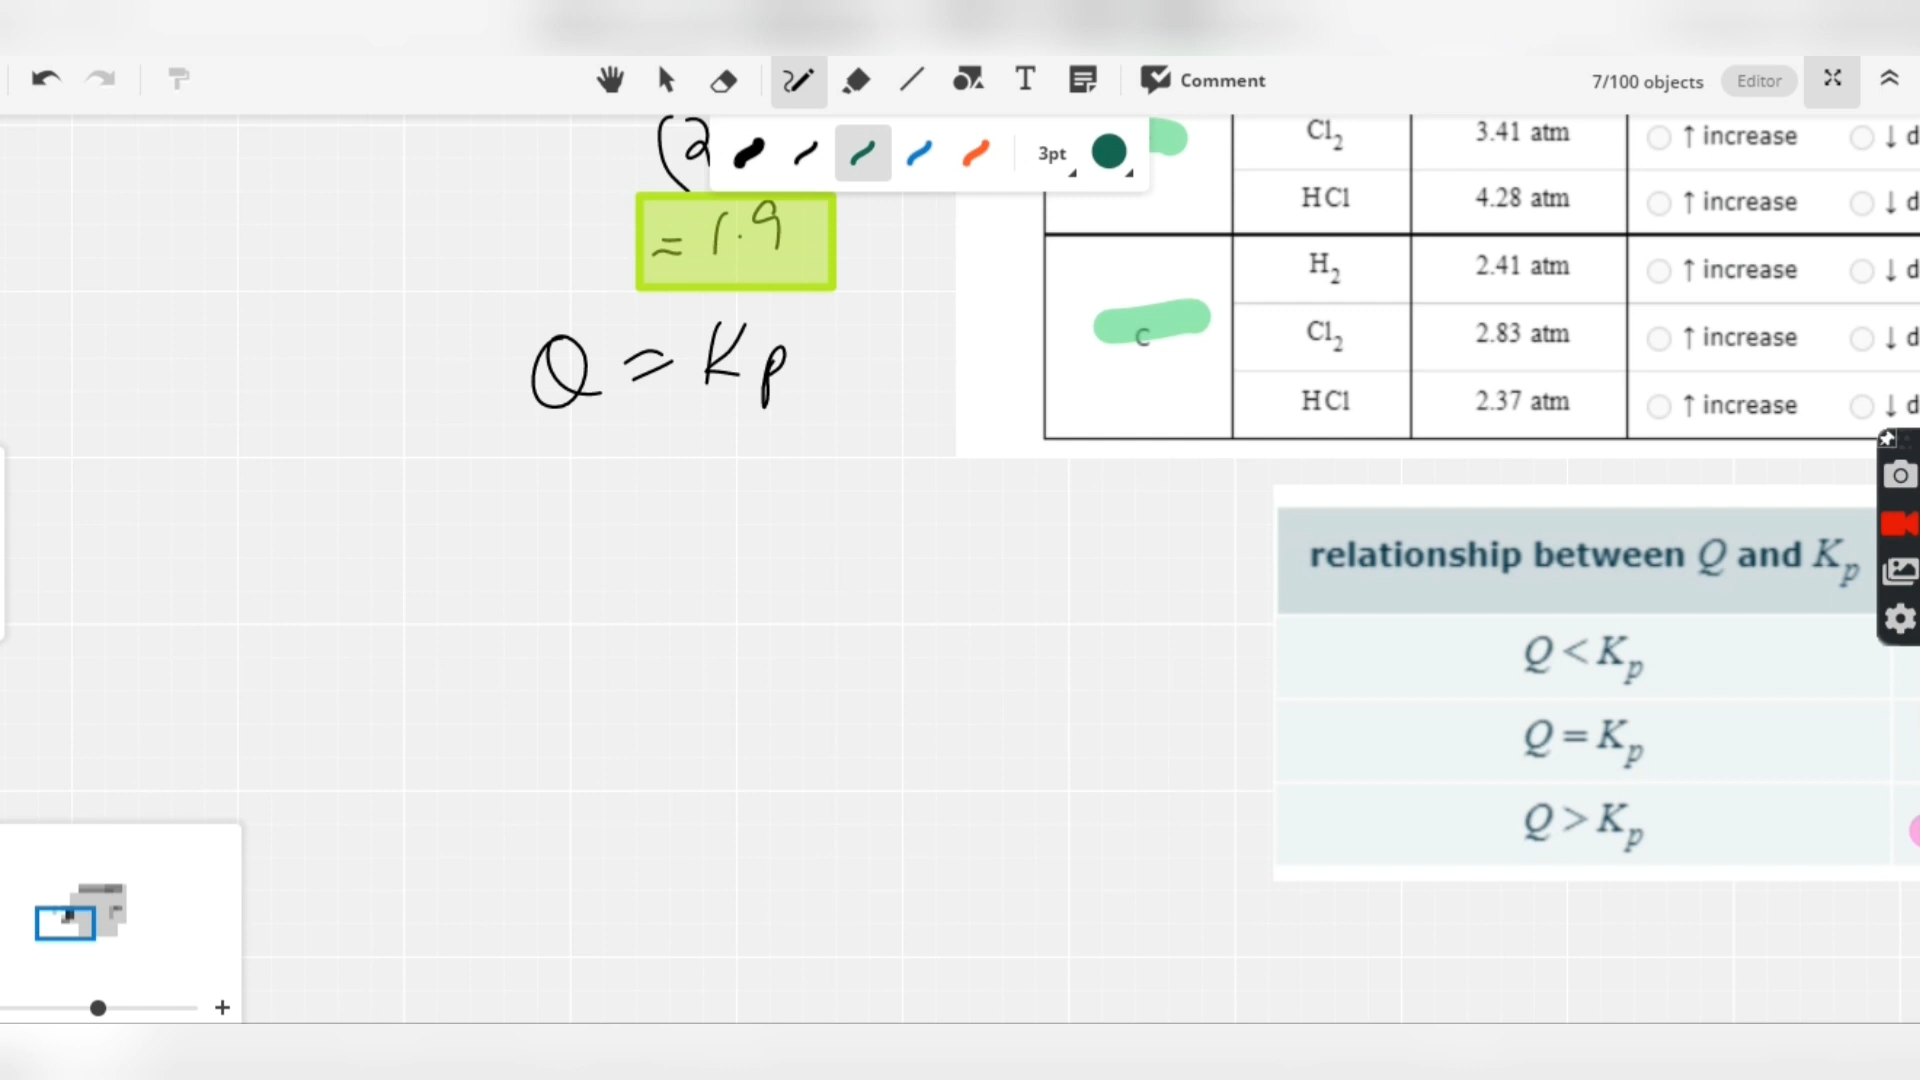 Comment
7/100 objects
Editor
3pt
(2
= 1.9
Q = Kp
Cl2 3.41 atm ↑ increase ↓ d
HCl 4.28 atm ↑ increase ↓ d
H2 2.41 atm ↑ increase ↓ d
C Cl2 2.83 atm ↑ increase ↓ d
HCl 2.37 atm ↑ increase ↓ d
relationship between Q and Kp
Q < Kp
Q = Kp
Q > Kp